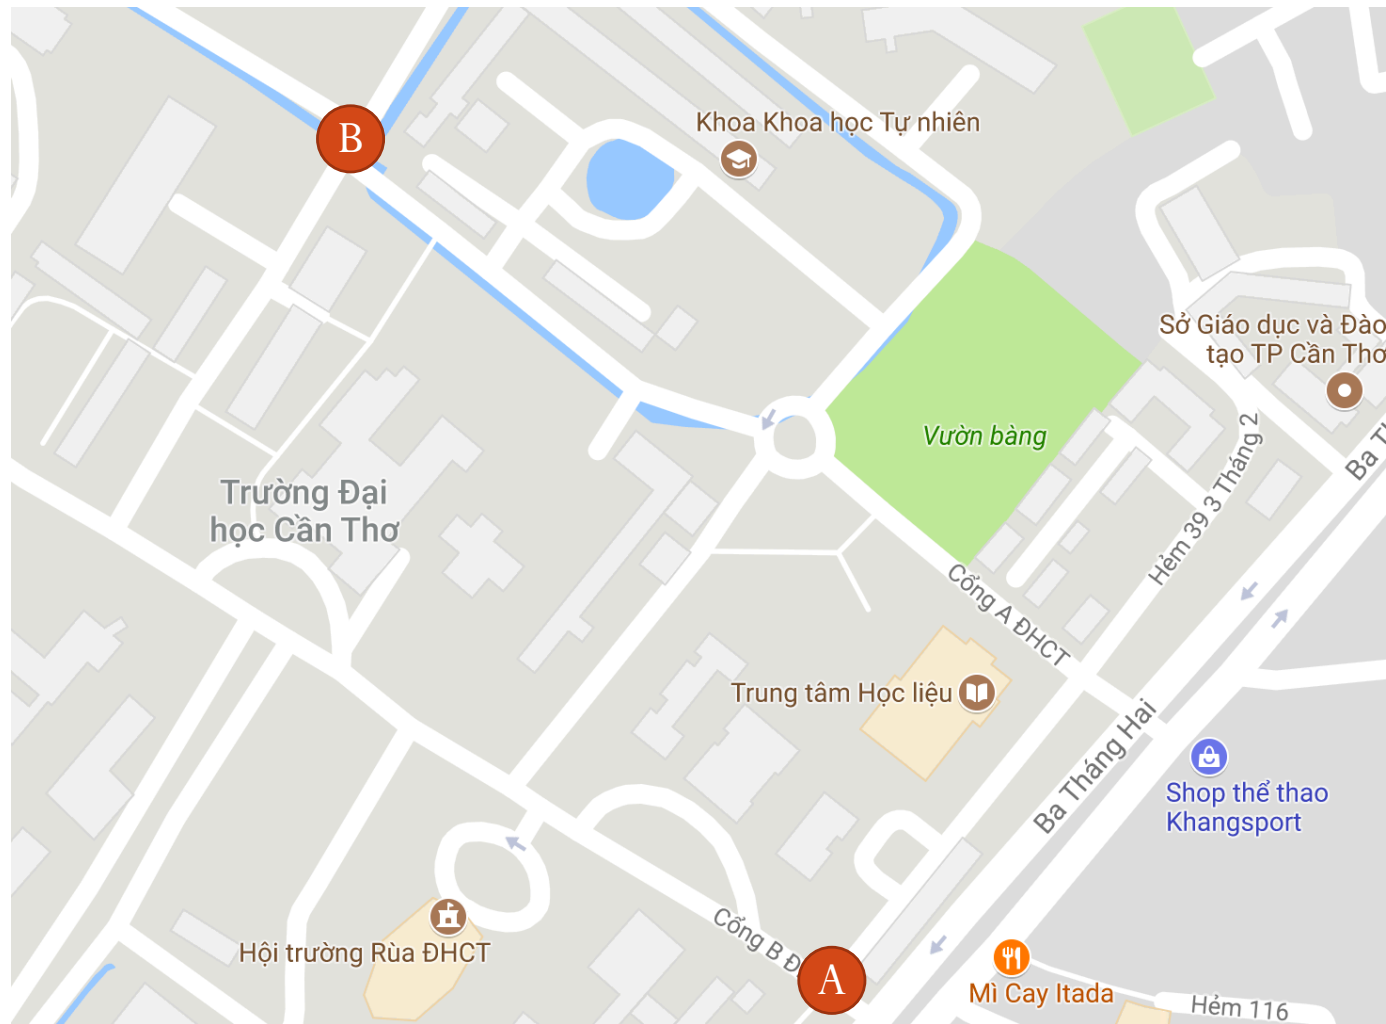 B
Khoa Khoa học Tự nhiên
Sở Giáo dục và Đào
tạo TP Cần Thơ
Ba Th
Vườn bàng
Hẻm 39 3 Tháng 2
Trường Đại
học Cần Thơ
Cổng A ĐHCT
Trung tâm Học liệu
Ba Tháng Hai
Shop thể thao
Khangsport
Cổng B Đ
Hội trường Rùa ĐHCT
A
Mì Cay Itada
Hẻm 116